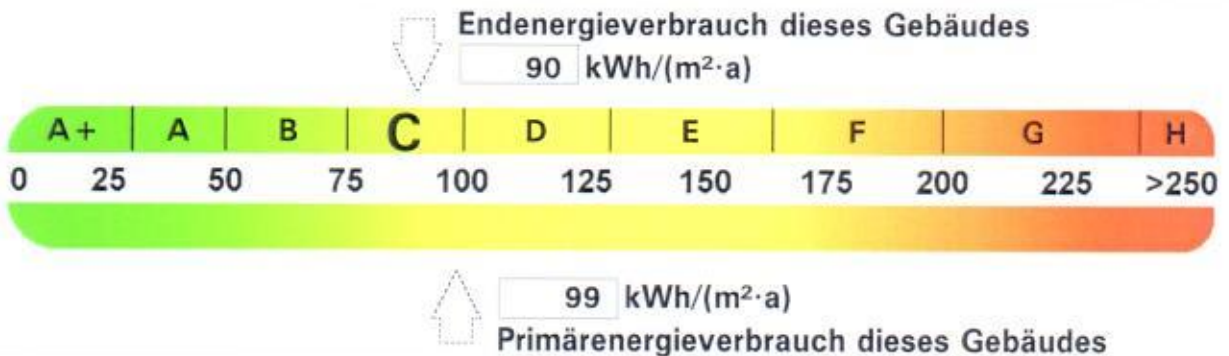 Endenergieverbrauch dieses Gebäudes
90 kWh/(m²·a)
A+ A B C D E F G H
0 25 50 75 100 125 150 175 200 225 >250
99 kWh/(m²·a)
Primärenergieverbrauch dieses Gebäudes